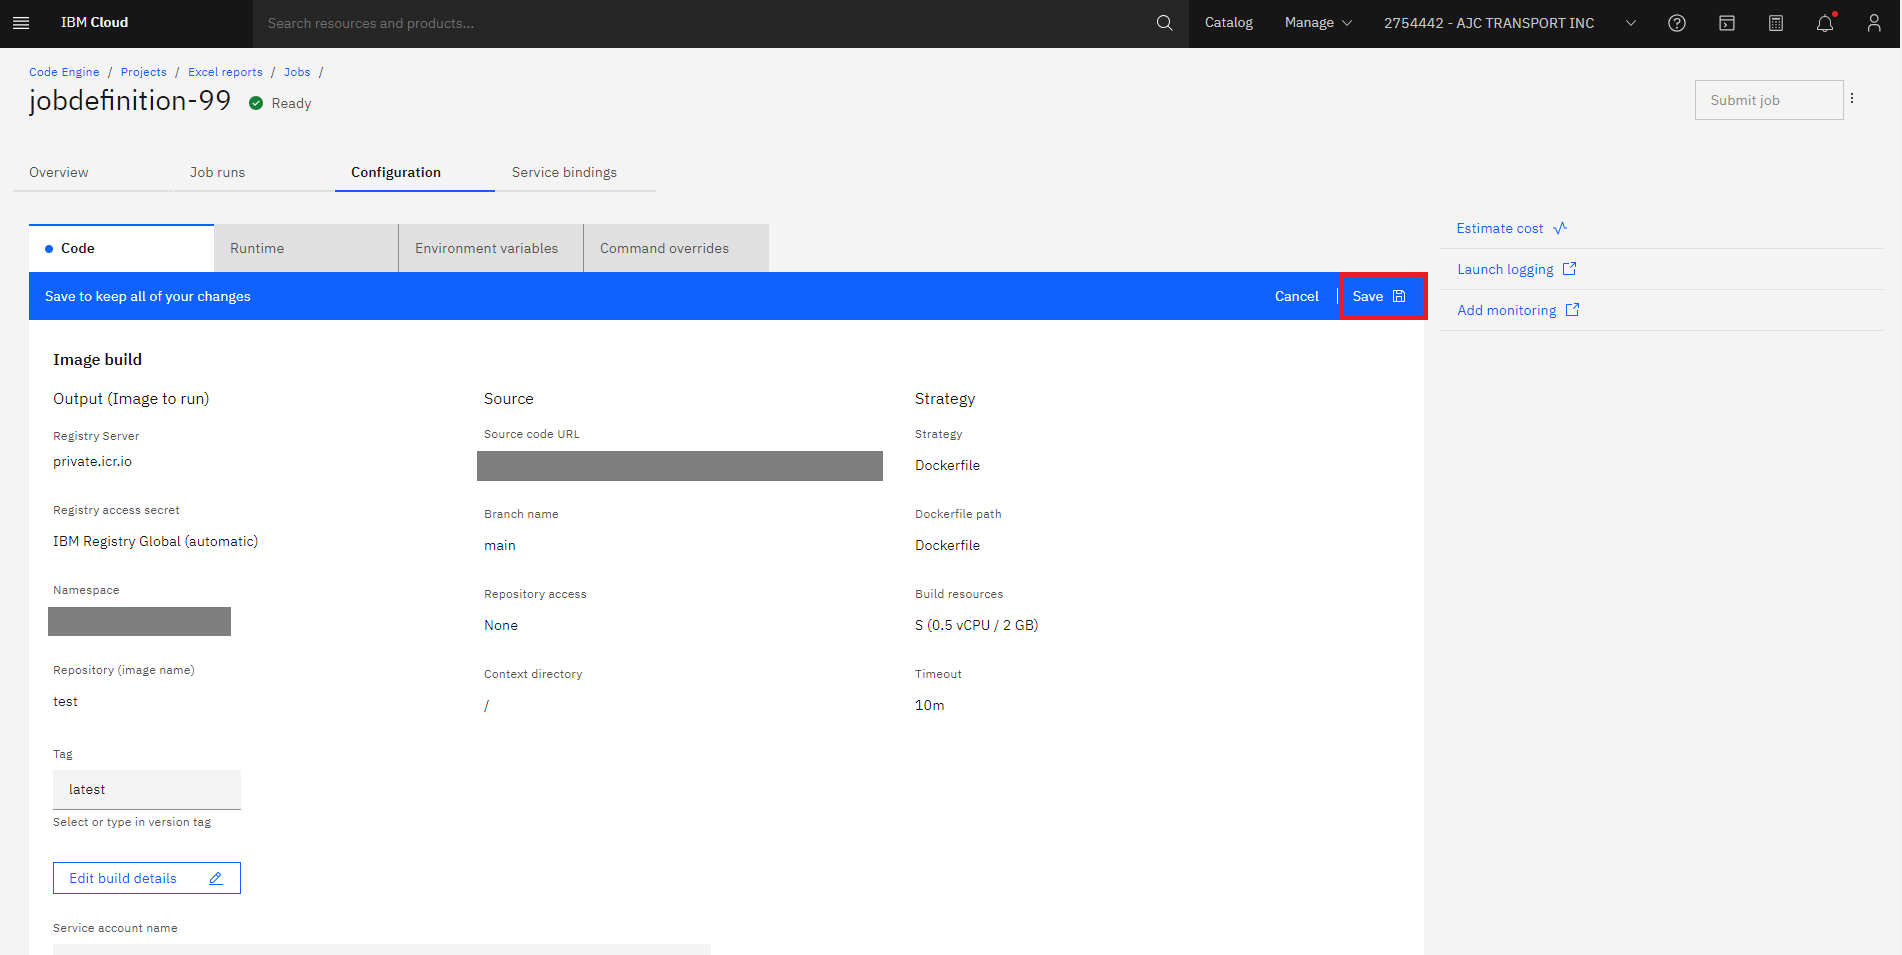 IBM Cloud
Search resources and products...
Catalog
Manage
2754442 - AJC TRANSPORT INC
Code Engine / Projects / Excel reports / Jobs /
jobdefinition-99
Ready
Submit job
Overview
Job runs
Configuration
Service bindings
Code
Runtime
Environment variables
Command overrides
Estimate cost
Launch logging
Add monitoring
Save to keep all of your changes
Cancel
Save
Image build
Output (Image to run)
Registry Server
private.icr.io
Registry access secret
IBM Registry Global (automatic)
Namespace
Repository (image name)
test
Tag
latest
Select or type in version tag
Edit build details
Service account name
Source
Source code URL
Branch name
main
Repository access
None
Context directory
/
Strategy
Strategy
Dockerfile
Dockerfile path
Dockerfile
Build resources
S (0.5 vCPU / 2 GB)
Timeout
10m